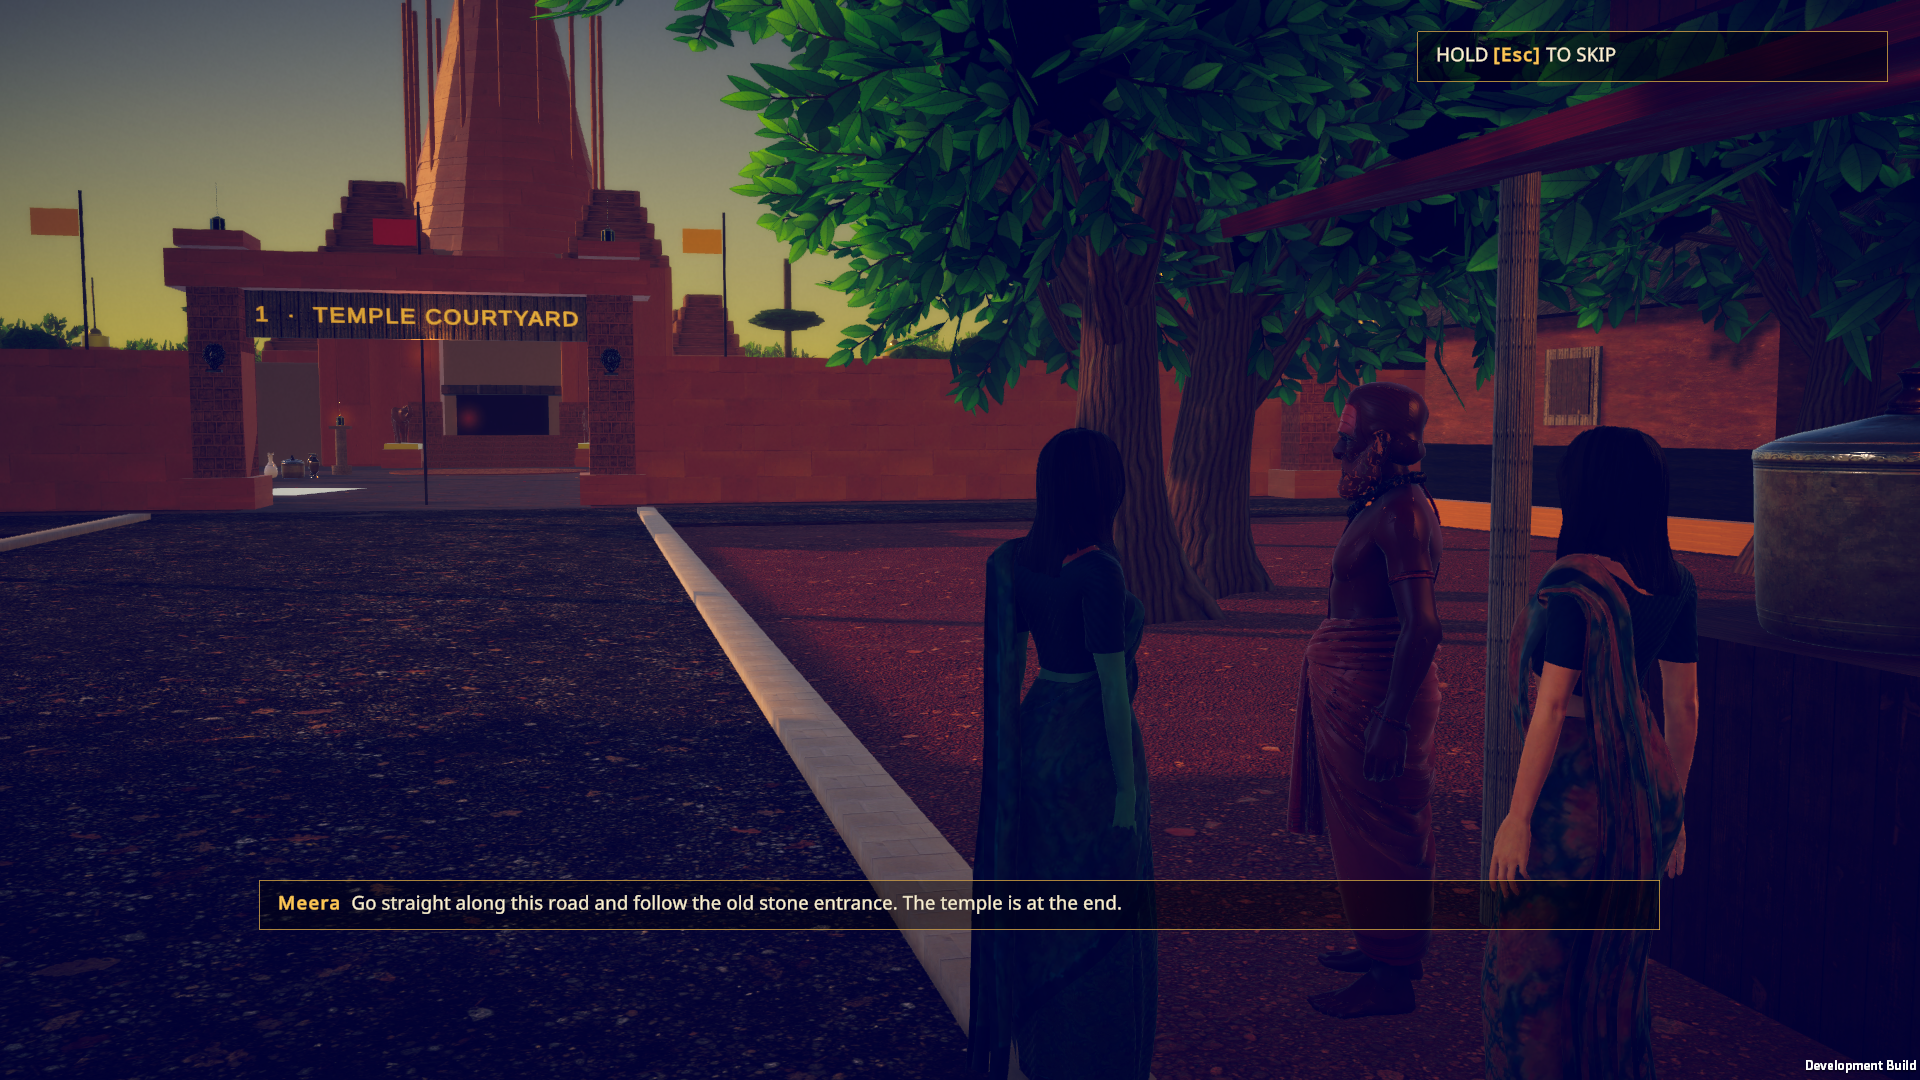 HOLD [Esc] TO SKIP
1 · TEMPLE COURTYARD
Meera Go straight along this road and follow the old stone entrance. The temple is at the end.
Development Build